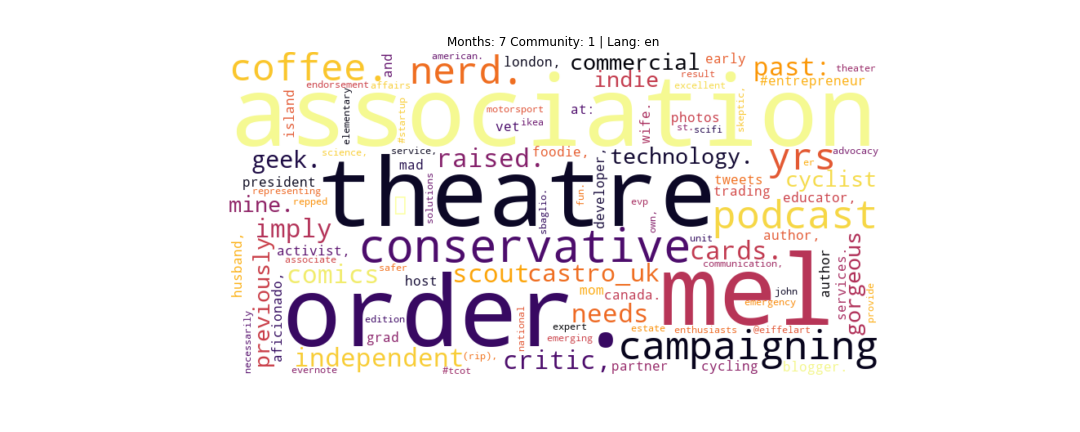 Months: 7 Community: 1 | Lang: en
coffee. and nerd. american. london, commercial early past: theater
endorsement affairs indie result excellent #entrepreneur
association
island elementary #startup motorsport at: photos skeptic.
vet ikea wife. st. scifi
geek. science, service, raised. foodie, technology. yrs advocacy
mad developer, er
president theatre tweets cyclist
representing solutions evp trading educator,
mine. repped sbaglio. fun. own, podcast
imply conservative unit author,
husband, previously activist, cards. gorgeous
associate safer communication,
comics host scout castro_uk author services.
aficionado, mom canada. mel john
order. needs emergency provide
edition national expert estate enthusiasts @eiffelart
grad emerging campaigning
necessarily independent (rip), critic,
evernote #tcot partner cycling blogger.